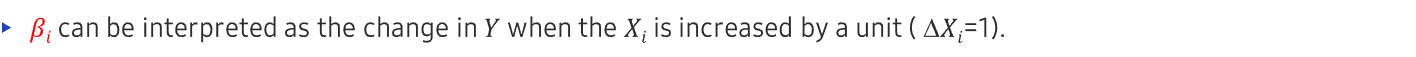 ▸ βᵢ can be interpreted as the change in Y when the Xᵢ is increased by a unit ( ΔXᵢ=1).